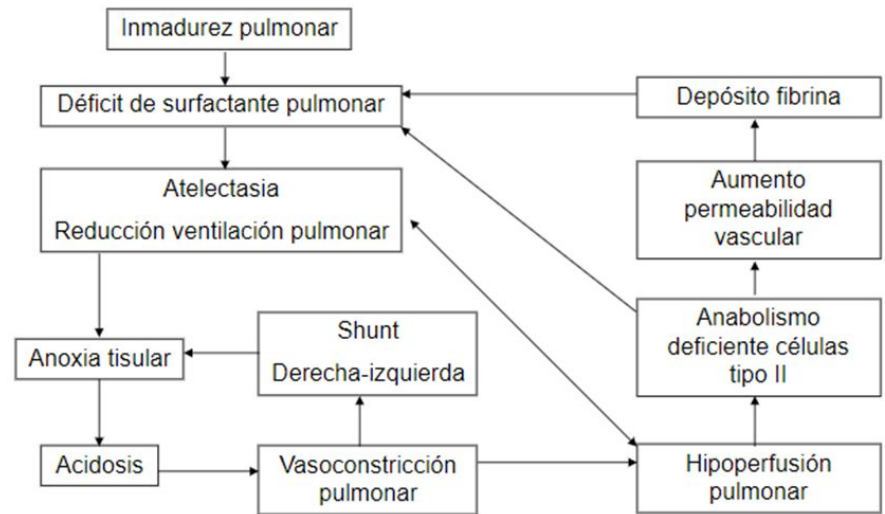 Inmadurez pulmonar
Déficit de surfactante pulmonar
Atelectasia
Reducción ventilación pulmonar
Anoxia tisular
Shunt
Derecha-izquierda
Acidosis
Vasoconstricción
pulmonar
Depósito fibrina
Aumento
permeabilidad
vascular
Anabolismo
deficiente células
tipo II
Hipoperfusión
pulmonar